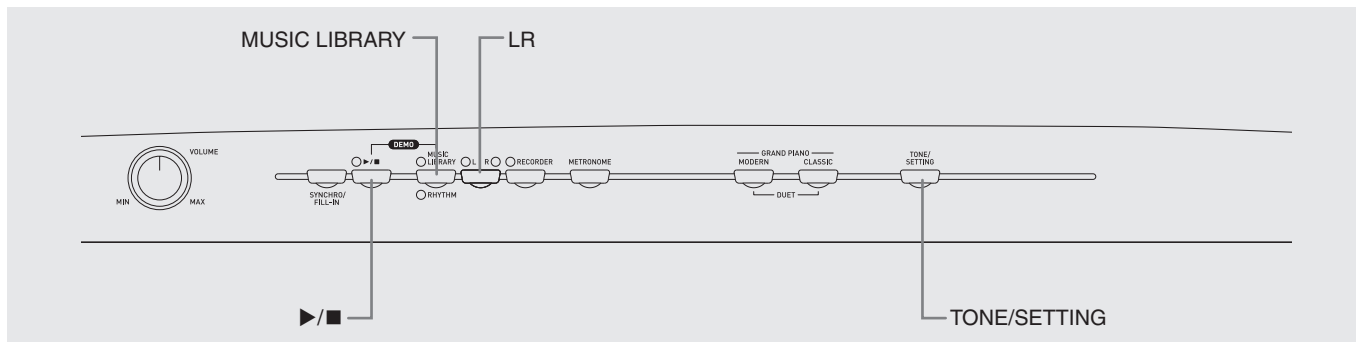 MUSIC LIBRARY
LR
VOLUME
MIN
MAX
DEMO
▶/■
MUSIC
LIBRARY
L R
RECORDER
METRONOME
GRAND PIANO
MODERN
CLASSIC
TONE/
SETTING
SYNCHRO/
FILL-IN
RHYTHM
DUET
▶/■
TONE/SETTING